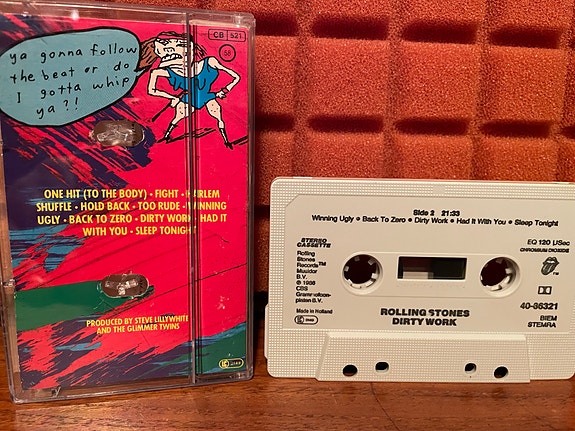 ya gonna follow
the beat or do
I gotta whip
ya?!
CB 521
58
ONE HIT (TO THE BODY) • FIGHT • HARLEM
SHUFFLE • HOLD BACK • TOO RUDE • WINNING
UGLY • BACK TO ZERO • DIRTY WORK • HAD IT
WITH YOU • SLEEP TONIGHT
PRODUCED BY STEVE LILLYWHITE
AND THE GLIMMER TWINS
Side 2 21:33
Winning Ugly • Back To Zero • Dirty Work • Had It With You • Sleep Tonight
STEREO
CASSETTE
Rolling
Stones
Records™
Musidor
B.V.
℗ 1986
CBS
Grammofoon-
platen B.V.
Made in Holland
EQ 120 µSec
CHROMIUM DIOXIDE
40-86321
BIEM
STEMRA
ROLLING STONES
DIRTY WORK